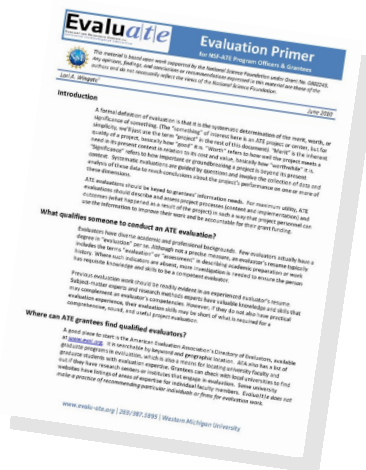 Evaluate
Evaluation Primer
for NSF-ATE Program Officers & Grantees
This material is based upon work supported by the National Science Foundation under Grant No. 0802245.
Any opinions, findings, and conclusions or recommendations expressed in this material are those of the
authors and do not necessarily reflect the views of the National Science Foundation.
Lori A. Wingate
June 2010
Introduction
A formal definition of evaluation is that it is the systematic determination of the merit, worth, or
significance of something. (The "something" of interest here is an ATE project or center, but for
simplicity, we'll just use the term "project" in the rest of this document). "Merit" is the inherent
quality of a project, basically how "good" it is. "Worth" refers to how well the project meets a
need in its present context in relation to its cost and value, basically how "worthwhile" it is.
"Significance" refers to how important or groundbreaking a project is beyond its present
context. Systematic evaluations are guided by questions and involve the collection of data and
analysis of these data to reach conclusions about the project's performance on one or more of
these dimensions.
ATE evaluations should be keyed to grantees' information needs. For maximum utility, ATE
evaluations should describe and assess project processes (content and implementation) and
outcomes (what happened as a result of the project) in such a way that project personnel can
use the information to improve their work and be accountable for their grant funding.
What qualifies someone to conduct an ATE evaluation?
Evaluators have diverse academic and professional backgrounds. Few evaluators actually have a
degree in "evaluation" per se. Although not a precise measure, an evaluator's resume typically
includes the terms "evaluation" or "assessment" in describing academic preparation or work
history. Where such indicators are absent, more investigation is needed to ensure the person
has requisite knowledge and skills to be a competent evaluator.
Previous evaluation work should be readily evident in an experienced evaluator's resume.
Subject-matter experts and research methods experts have valuable knowledge and skills that
may complement an evaluator's competencies. However, if they do not also have practical
evaluation experience, their evaluation skills may be short of what is required for a
comprehensive, sound, and useful project evaluation.
Where can ATE grantees find qualified evaluators?
A good place to start is the American Evaluation Association's Directory of Evaluators, available
at www.eval.org. It is searchable by keyword and geographic location. AEA also has a list of
graduate programs in evaluation, which is also a means for locating university faculty and
graduate students with evaluation expertise. Grantees can check with local universities to find
out if they have research centers or institutes that engage in evaluation. Some university
websites have listings of areas of expertise for individual faculty members. Evaluate does not
make a practice of recommending particular individuals or firms for evaluation work.
www.evalu-ate.org | 269/387.5895 | Western Michigan University